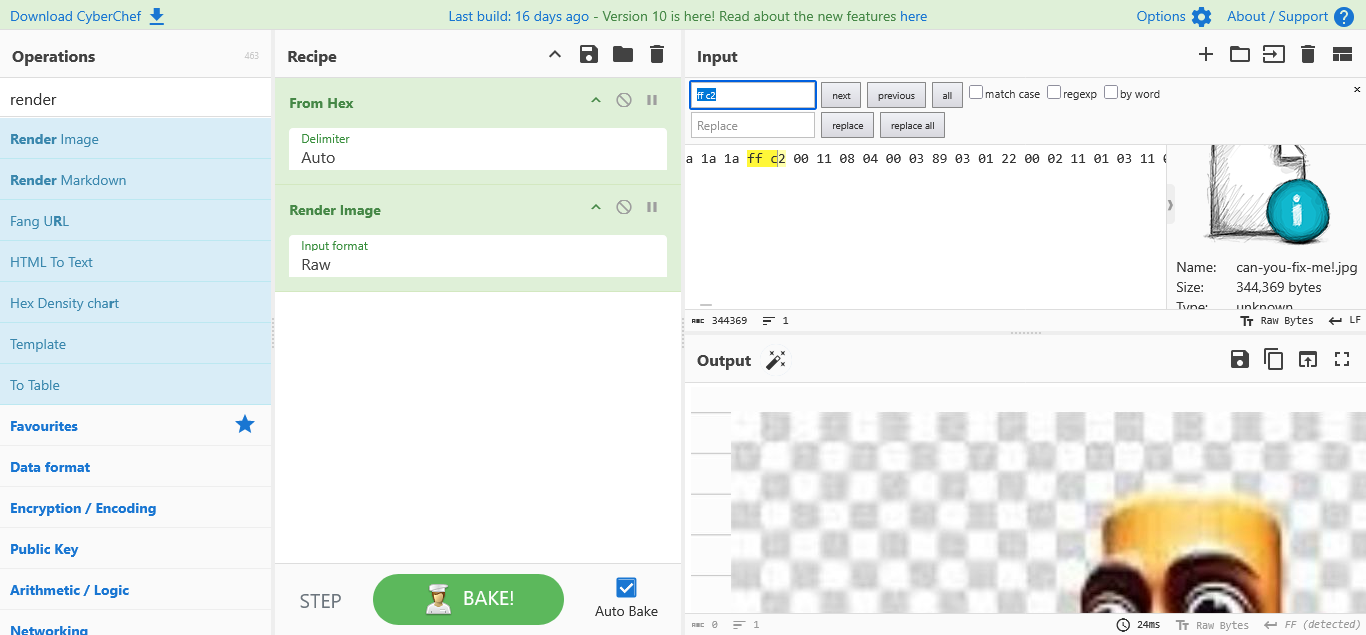 Download CyberChef
Last build: 16 days ago - Version 10 is here! Read about the new features here
Options
About / Support
Operations
463
Recipe
Input
render
Render Image
Render Markdown
Fang URL
HTML To Text
Hex Density chart
Template
To Table
Favourites
Data format
Encryption / Encoding
Public Key
Arithmetic / Logic
Networking
From Hex
Delimiter
Auto
Render Image
Input format
Raw
STEP
BAKE!
Auto Bake
ff c2
next
previous
all
match case
regexp
by word
×
Replace
replace
replace all
a 1a 1a ff c2 00 11 08 04 00 03 89 03 01 22 00 02 11 01 03 11
Name: can-you-fix-me!.jpg
Size: 344,369 bytes
Type: unknown
ABC 344369 1
Raw Bytes LF
Output
ABC 0 1
24ms Raw Bytes FF (detected)